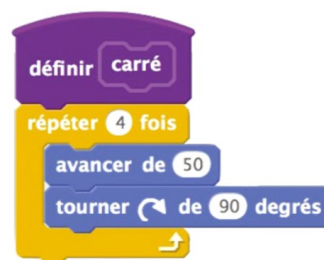 définir carré
répéter 4 fois
avancer de 50
tourner de 90 degrés